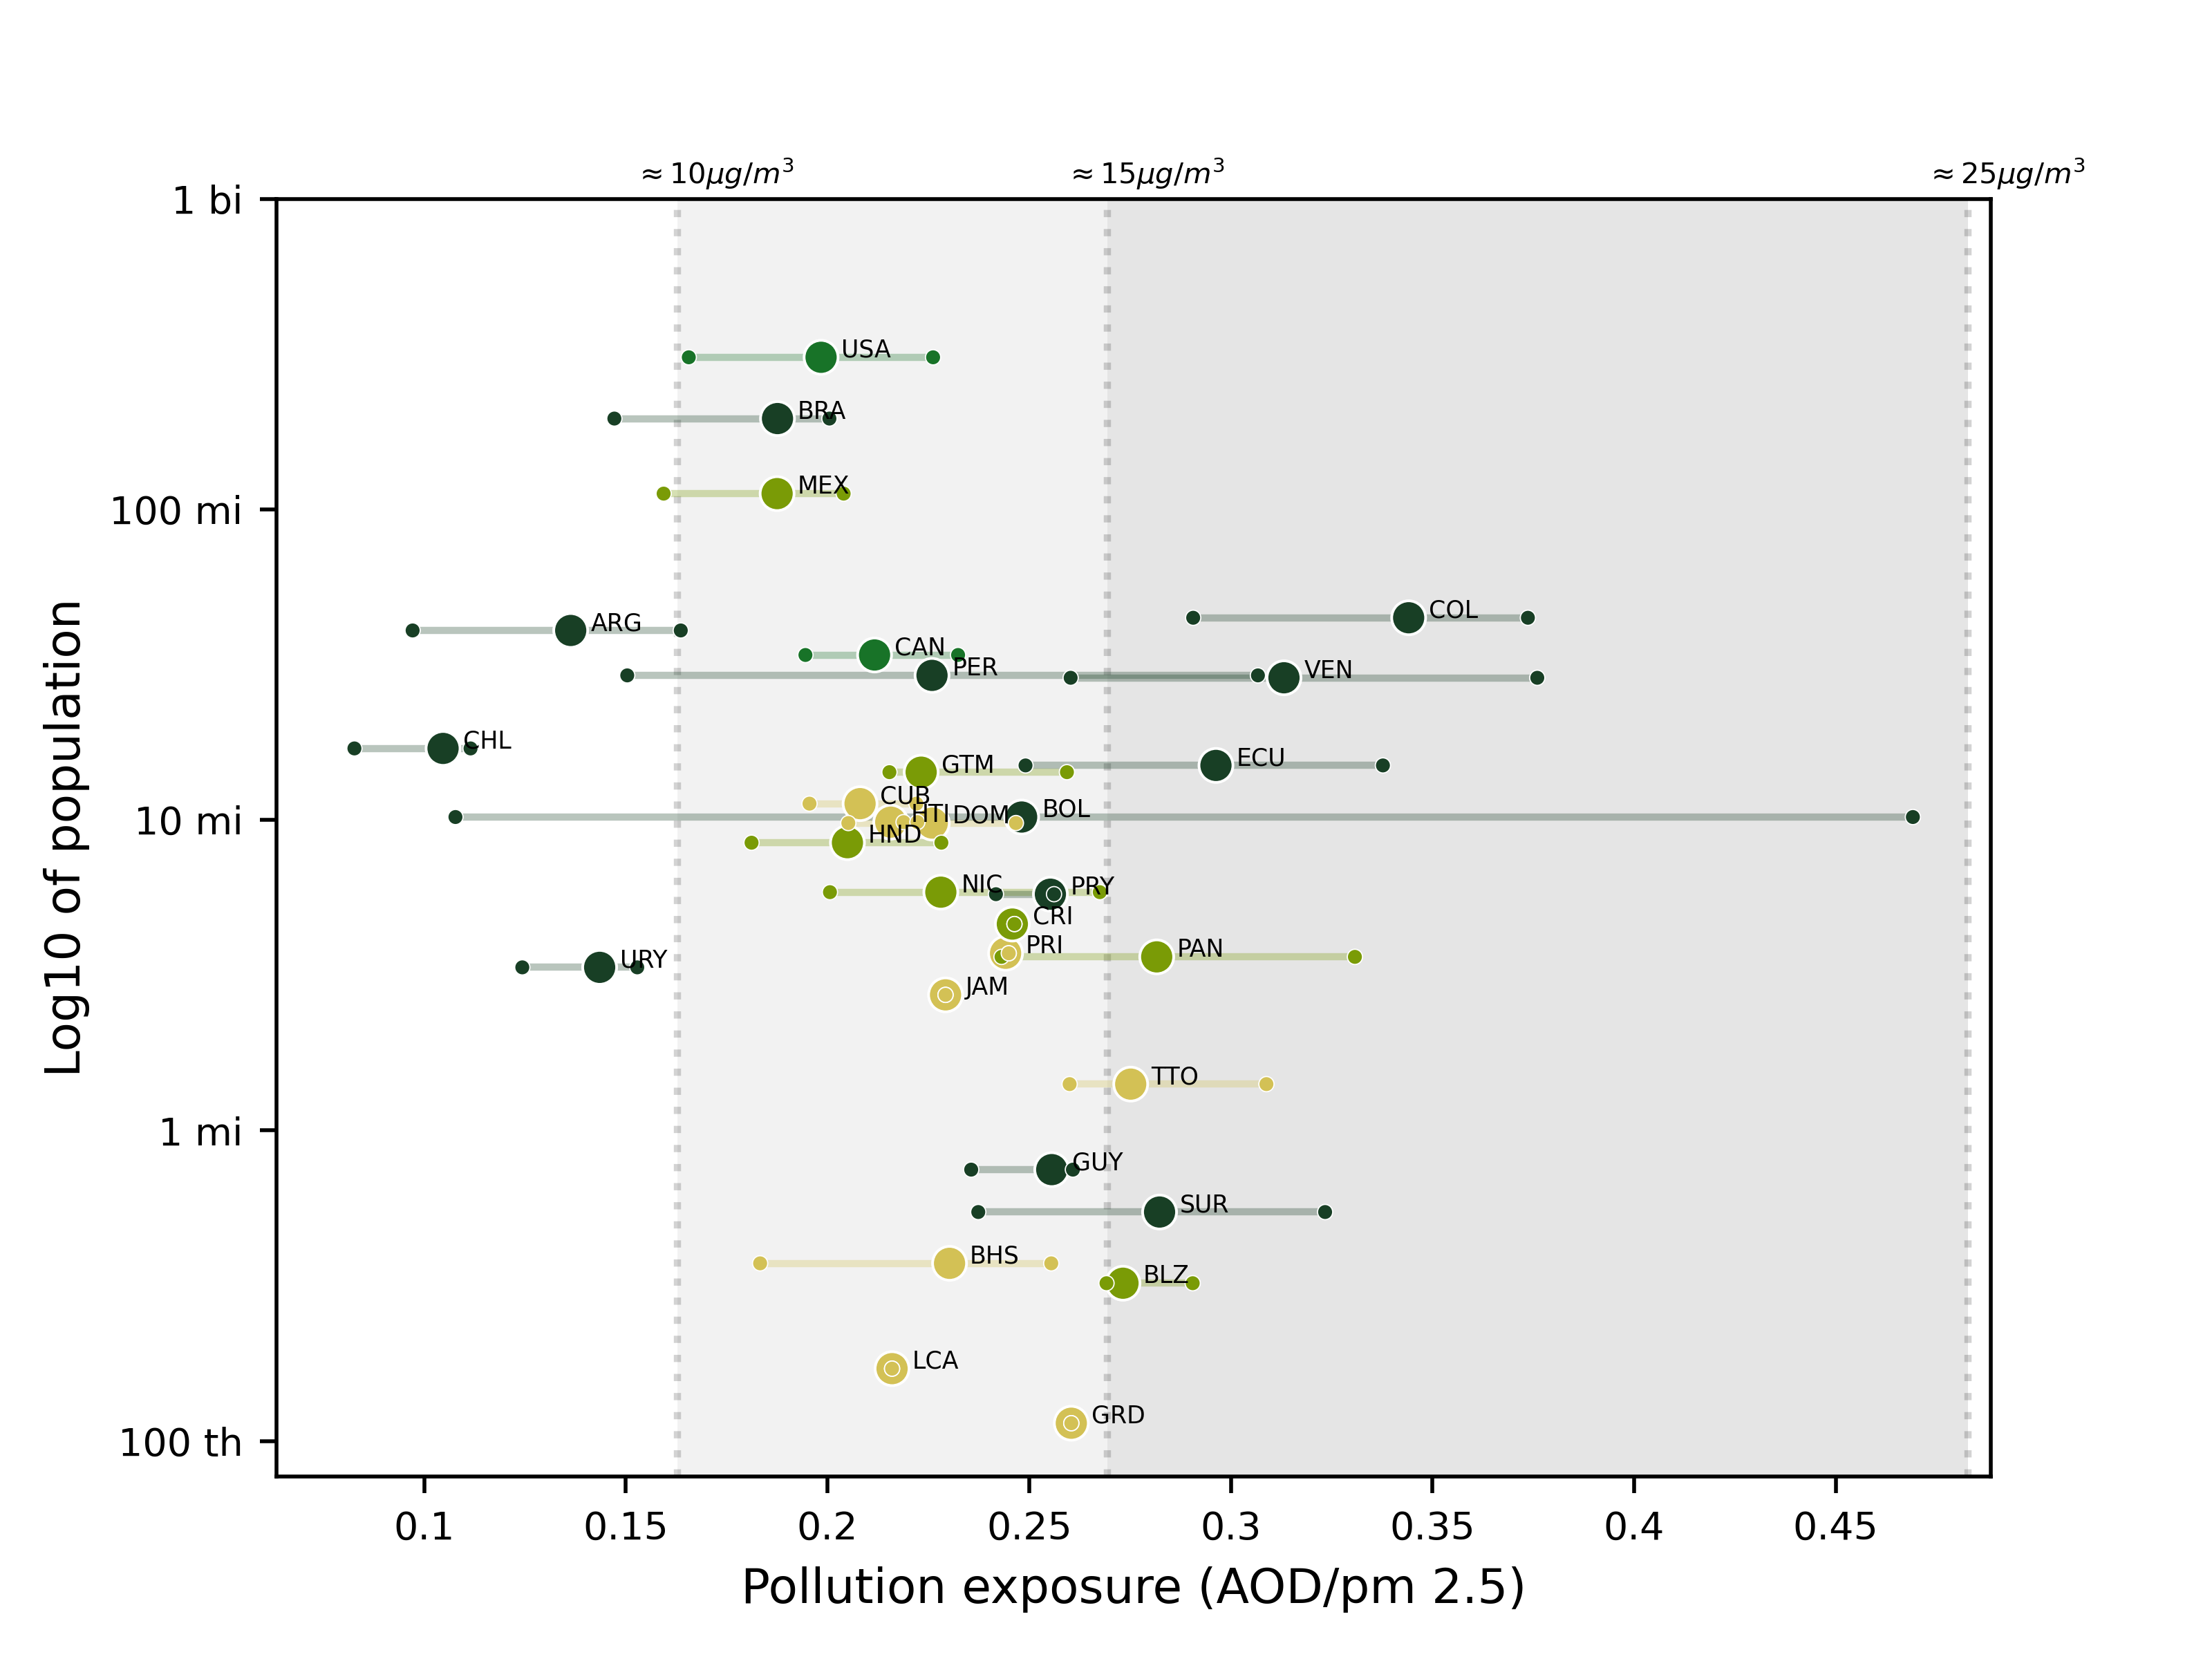 ≈10μg/m³ ≈15μg/m³ ≈25μg/m³
1 bi
USA
BRA
MEX
100 mi
COL
ARG
CAN
PER
VEN
CHL
ECU
GTM
CUB
BOL
HTI
DOM
10 mi
HND
NIC
PRY
CRI
PRI
PAN
URY
JAM
TTO
1 mi
GUY
SUR
BHS
BLZ
LCA
GRD
100 th
Log10 of population
0.1 0.15 0.2 0.25 0.3 0.35 0.4 0.45
Pollution exposure (AOD/pm 2.5)